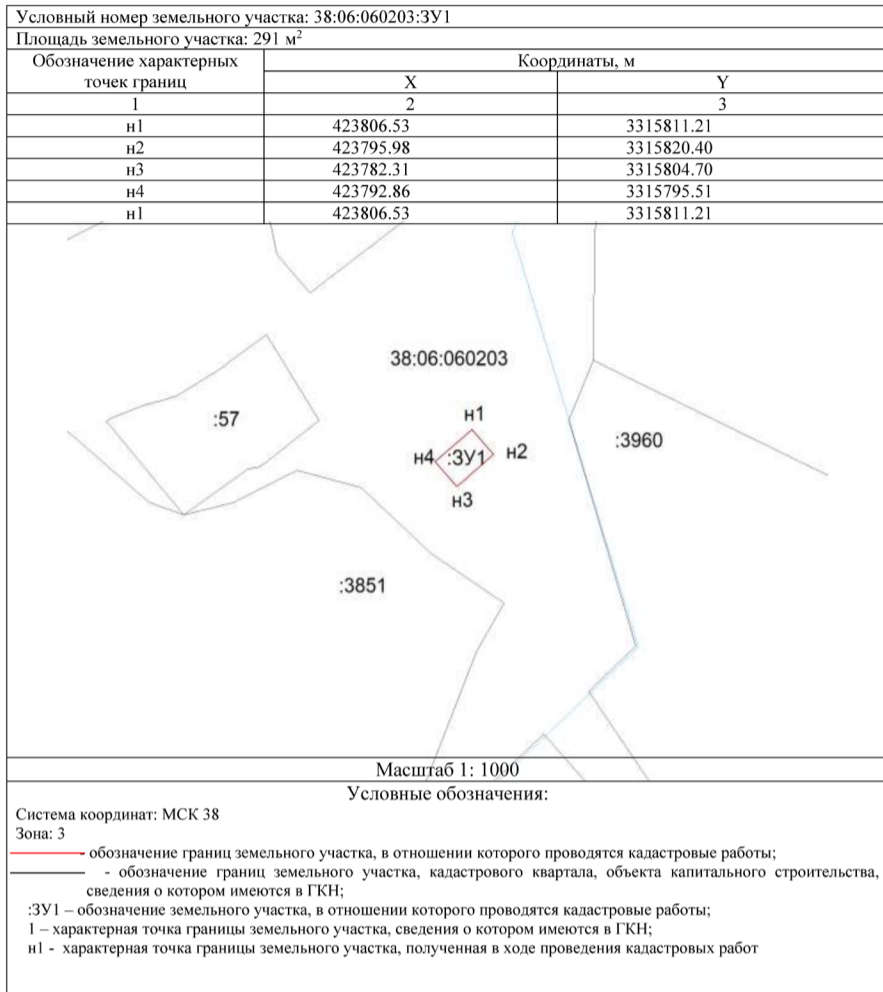 Условный номер земельного участка: 38:06:060203:ЗУ1
Площадь земельного участка: 291 м²
Обозначение характерных точек границ
Координаты, м
X Y
1 2 3
н1 423806.53 3315811.21
н2 423795.98 3315820.40
н3 423782.31 3315804.70
н4 423792.86 3315795.51
н1 423806.53 3315811.21
38:06:060203
:57
н1
:3960
н4 :ЗУ1 н2
н3
:3851
Масштаб 1: 1000
Условные обозначения:
Система координат: МСК 38
Зона: 3
- обозначение границ земельного участка, в отношении которого проводятся кадастровые работы;
- обозначение границ земельного участка, кадастрового квартала, объекта капитального строительства,
сведения о котором имеются в ГКН;
:ЗУ1 – обозначение земельного участка, в отношении которого проводятся кадастровые работы;
1 – характерная точка границы земельного участка, сведения о котором имеются в ГКН;
н1 - характерная точка границы земельного участка, полученная в ходе проведения кадастровых работ